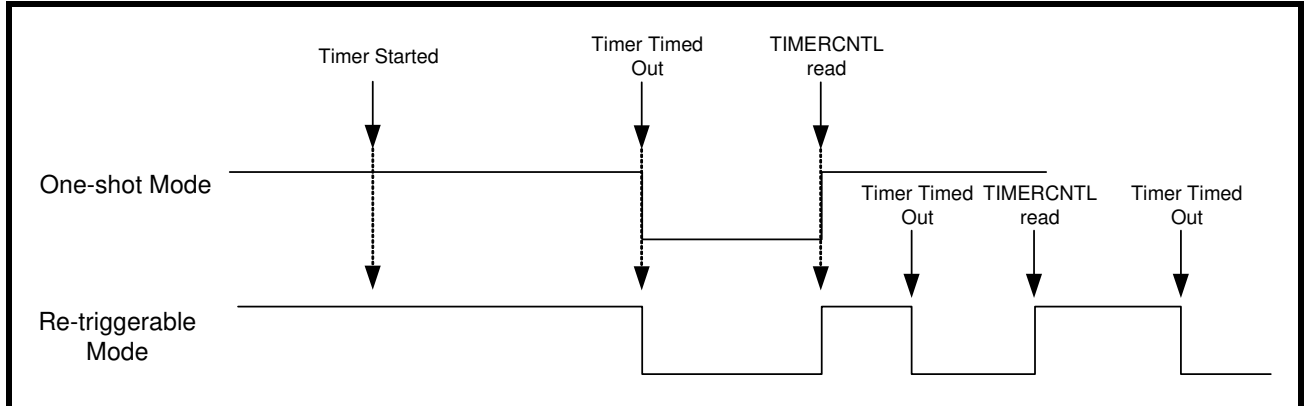 Timer Started
Timer Timed
Out
TIMERCNTL
read
One-shot Mode
Timer Timed
Out
TIMERCNTL
read
Timer Timed
Out
Re-triggerable
Mode